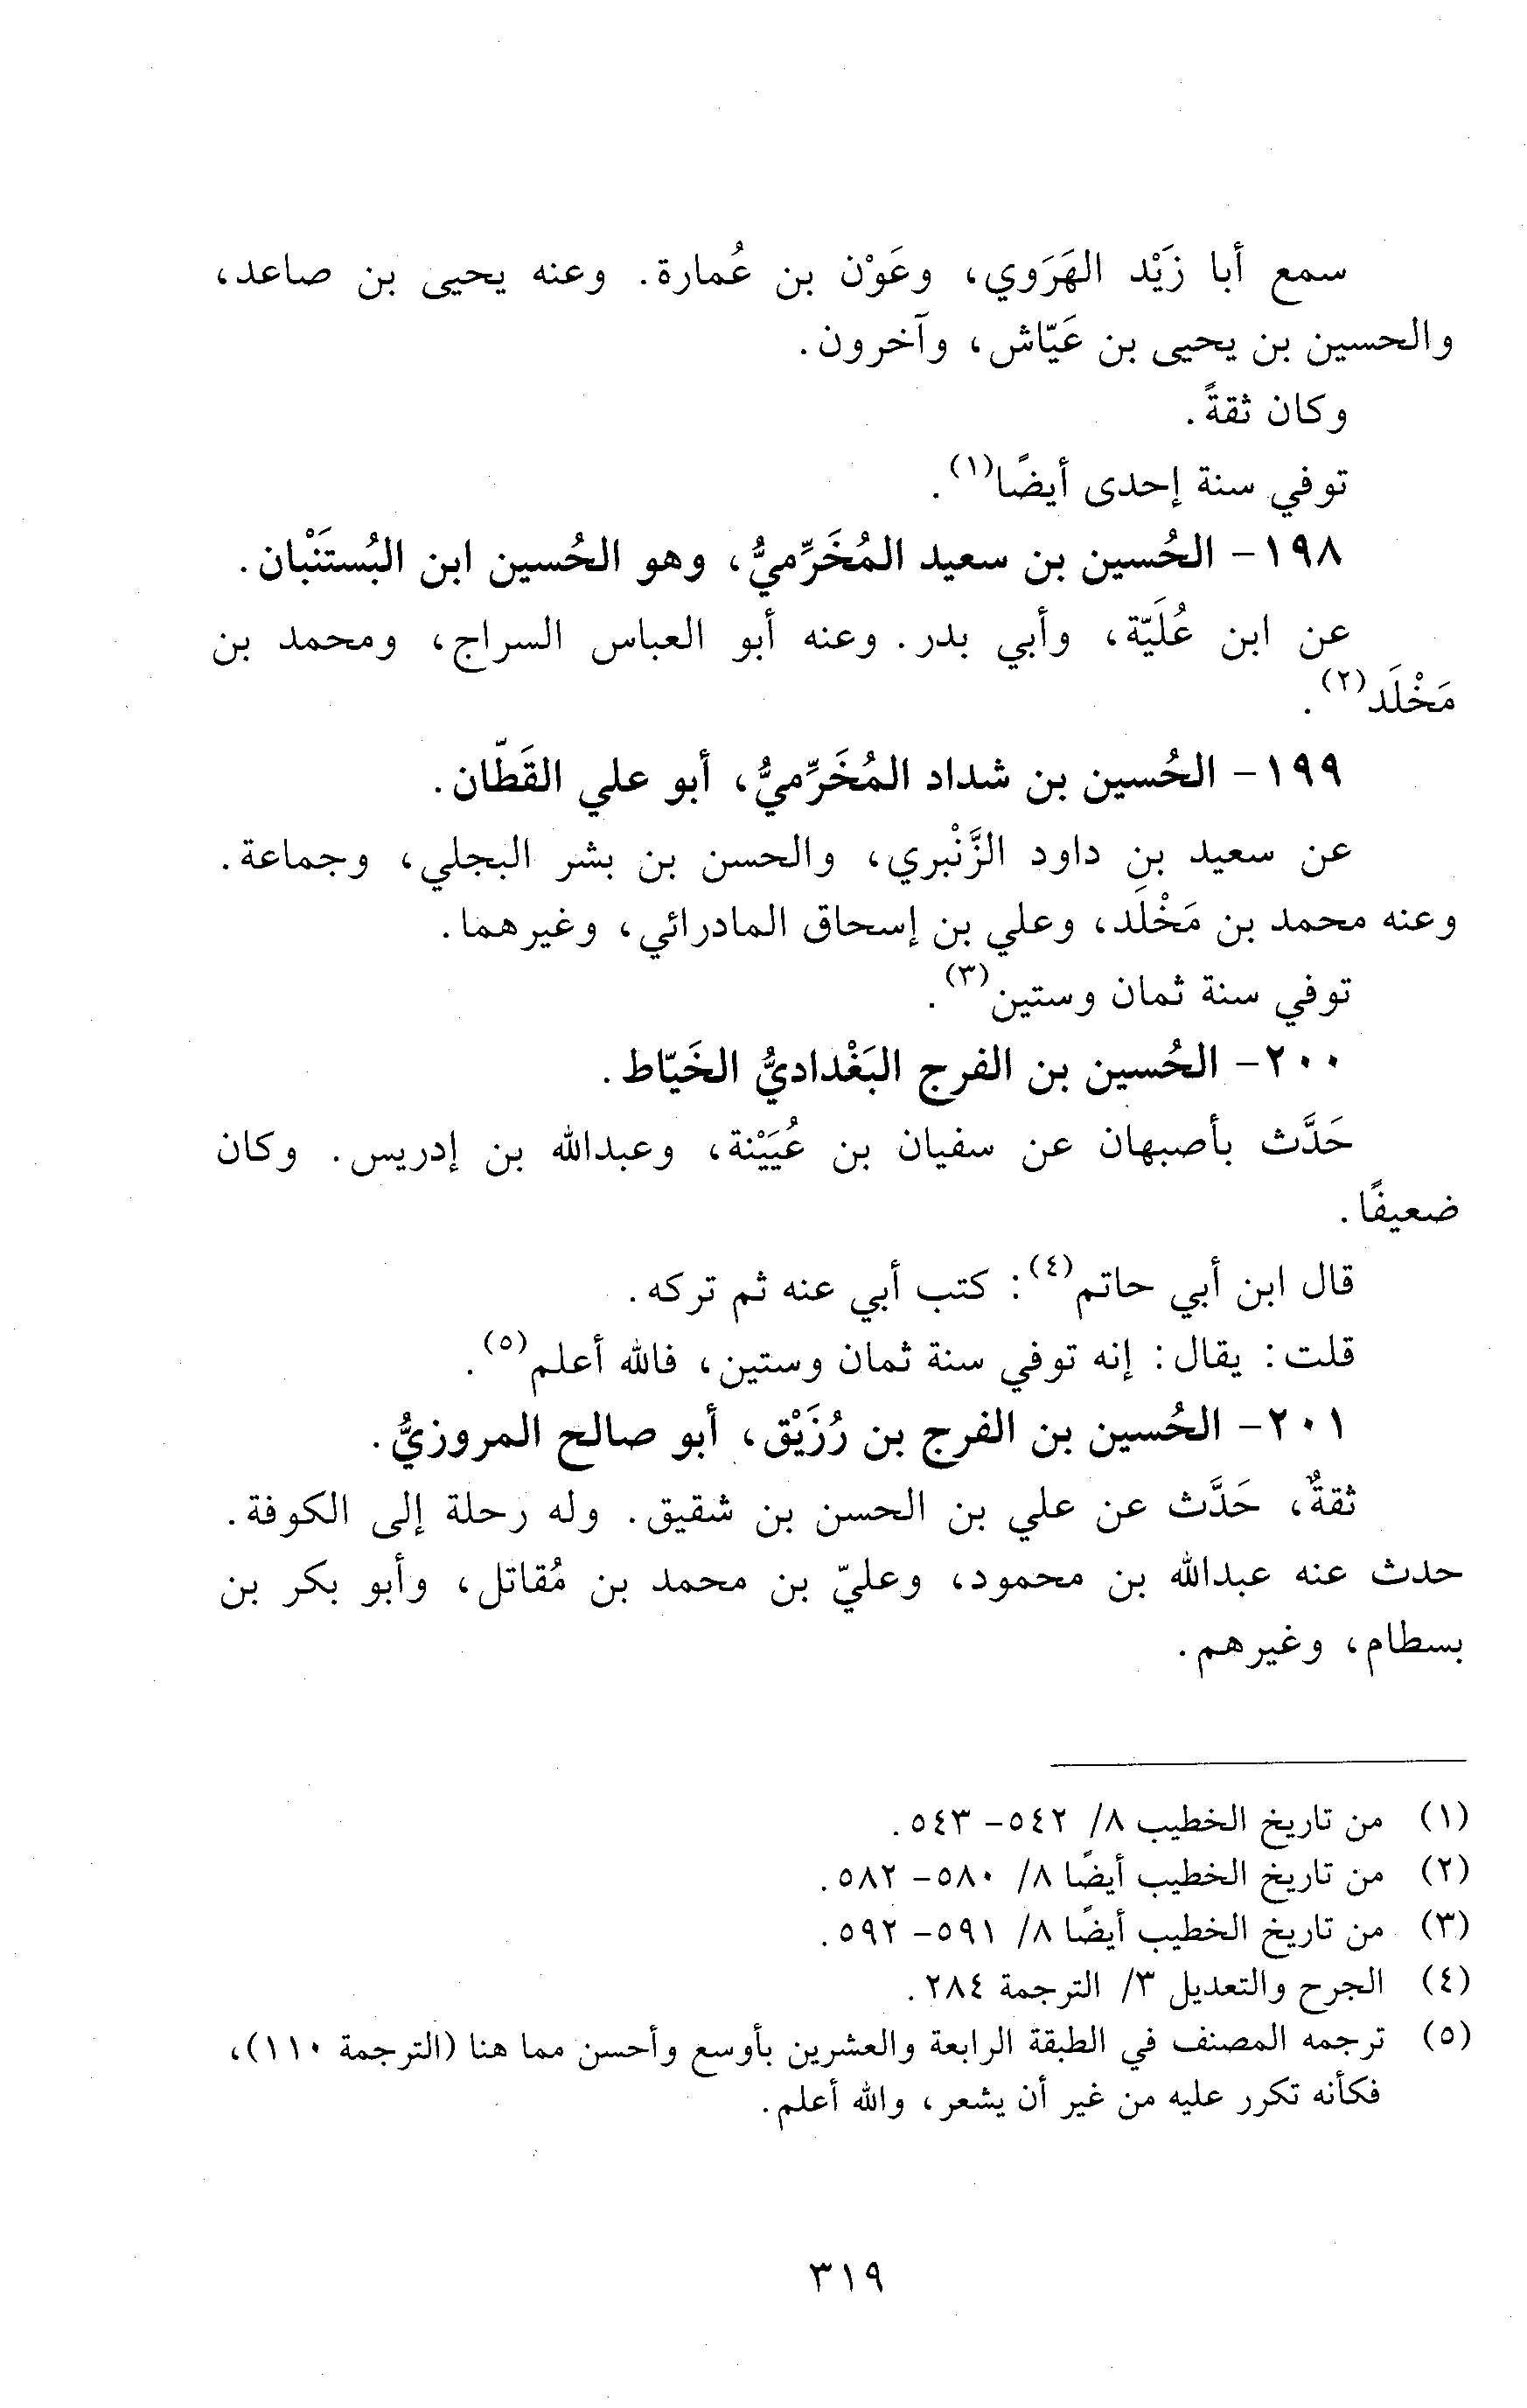 سمع أبا زَيْد الهَرَوي، وعَوْن بن عُمارة. وعنه يحيى بن صاعد،
والحسين بن يحيى بن عَيّاش، وآخرون.
وكان ثقةً.
توفي سنة إحدى أيضًا(١).
١٩٨- الحُسين بن سعيد المُخَرِّميُّ، وهو الحُسين ابن البُستَنْبان.
عن ابن عُلَيّة، وأبي بدر. وعنه أبو العباس السراج، ومحمد بن
مَخْلَد(٢).
١٩٩- الحُسين بن شداد المُخَرِّميُّ، أبو علي القَطّان.
عن سعيد بن داود الزَّنْبري، والحسن بن بشر البجلي، وجماعة.
وعنه محمد بن مَخْلَد، وعلي بن إسحاق المادرائي، وغيرهما.
توفي سنة ثمان وستين(٣).
٢٠٠- الحُسين بن الفرج البَغْداديُّ الخَيّاط.
حَدَّث بأصبهان عن سفيان بن عُيَيْنة، وعبدالله بن إدريس. وكان
ضعيفًا.
قال ابن أبي حاتم(٤): كتب أبي عنه ثم تركه.
قلت: يقال: إنه توفي سنة ثمان وستين، فالله أعلم(٥).
٢٠١- الحُسين بن الفرج بن رُزَيْق، أبو صالح المروزيُّ.
ثقةٌ، حَدَّث عن علي بن الحسن بن شقيق. وله رحلة إلى الكوفة.
حدث عنه عبدالله بن محمود، وعليّ بن محمد بن مُقاتل، وأبو بكر بن
بسطام، وغيرهم.
(١) من تاريخ الخطيب ٨/ ٥٤٢- ٥٤٣.
(٢) من تاريخ الخطيب أيضًا ٨/ ٥٨٠- ٥٨٢.
(٣) من تاريخ الخطيب أيضًا ٨/ ٥٩١- ٥٩٢.
(٤) الجرح والتعديل ٣/ الترجمة ٢٨٤.
(٥) ترجمه المصنف في الطبقة الرابعة والعشرين بأوسع وأحسن مما هنا (الترجمة ١١٠)،
فكأنه تكرر عليه من غير أن يشعر، والله أعلم.
٣١٩